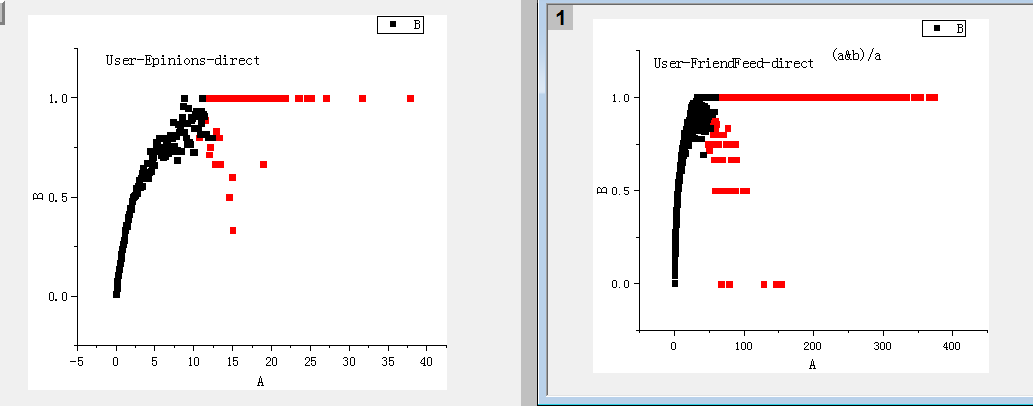 B
User-Epinions-direct
1.0
0.5
0.0
B
-5 0 5 10 15 20 25 30 35 40
A
1
B
User-FriendFeed-direct
(a&b)/a
1.0
0.5
0.0
B
0 100 200 300 400
A